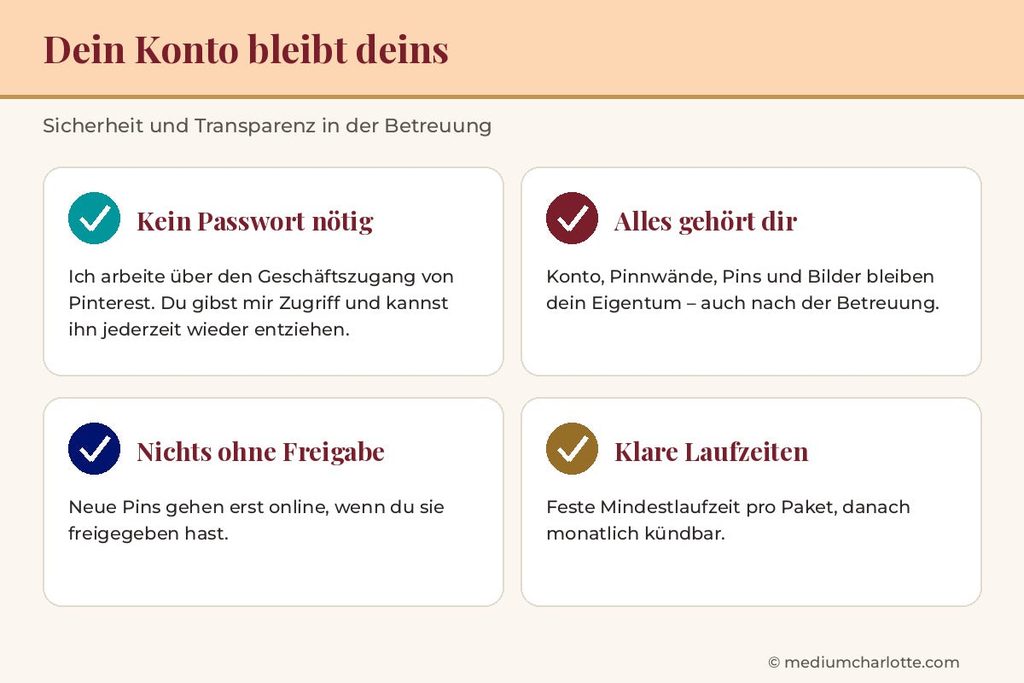 Dein Konto bleibt deins
Sicherheit und Transparenz in der Betreuung
Kein Passwort nötig
Ich arbeite über den Geschäftszugang von
Pinterest. Du gibst mir Zugriff und kannst
ihn jederzeit wieder entziehen.
Alles gehört dir
Konto, Pinnwände, Pins und Bilder bleiben
dein Eigentum – auch nach der Betreuung.
Nichts ohne Freigabe
Neue Pins gehen erst online, wenn du sie
freigegeben hast.
Klare Laufzeiten
Feste Mindestlaufzeit pro Paket, danach
monatlich kündbar.
© mediumcharlotte.com